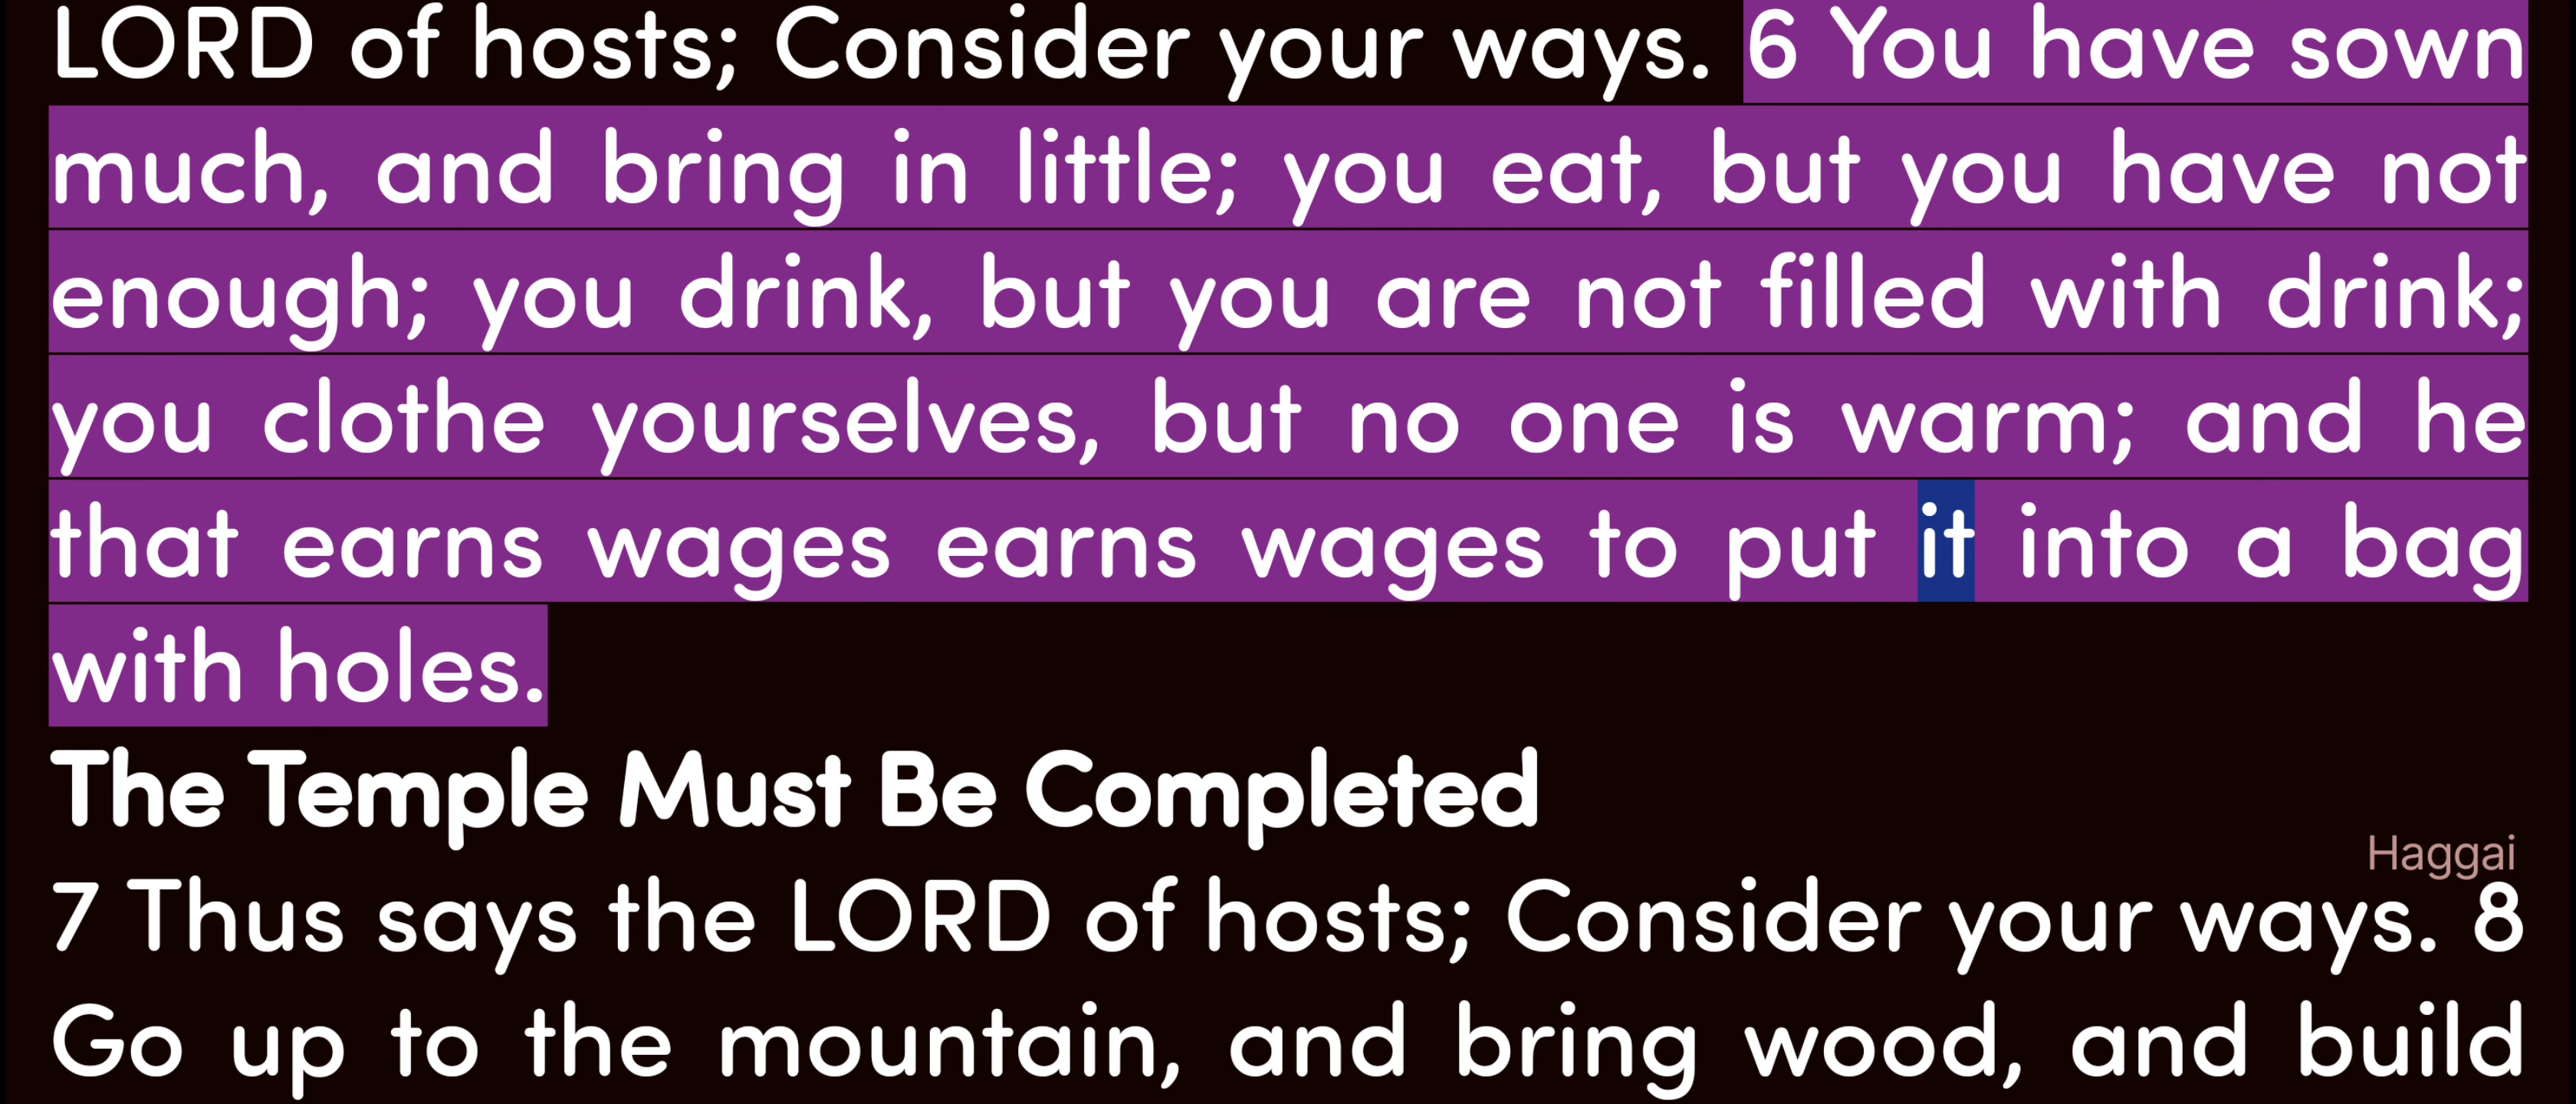 LORD of hosts; Consider your ways. 6 You have sown
much, and bring in little; you eat, but you have not
enough; you drink, but you are not filled with drink;
you clothe yourselves, but no one is warm; and he
that earns wages earns wages to put it into a bag
with holes.
The Temple Must Be Completed
Haggai
7 Thus says the LORD of hosts; Consider your ways. 8
Go up to the mountain, and bring wood, and build